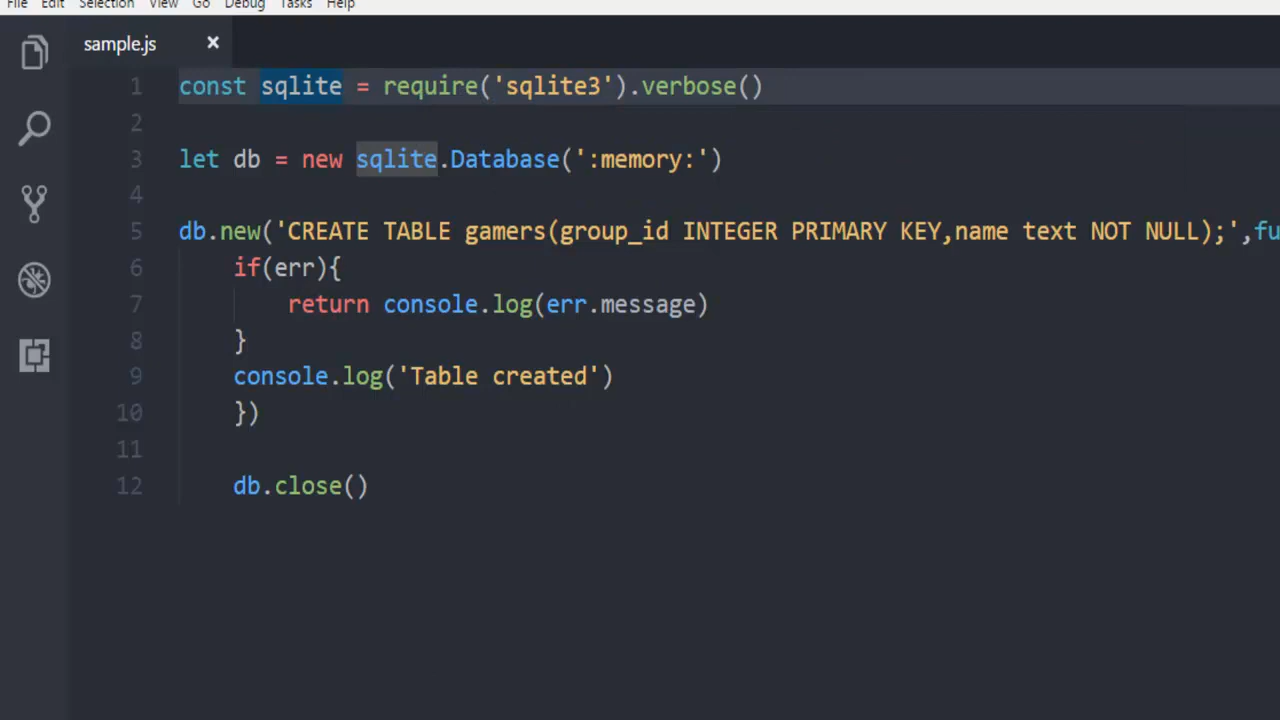 File Edit Selection View Go Debug Tasks Help
sample.js ×
1 const sqlite = require('sqlite3').verbose()
2
3 let db = new sqlite.Database(':memory:')
4
5 db.new('CREATE TABLE gamers(group_id INTEGER PRIMARY KEY,name text NOT NULL);',fu
6 if(err){
7 return console.log(err.message)
8 }
9 console.log('Table created')
10 })
11
12 db.close()